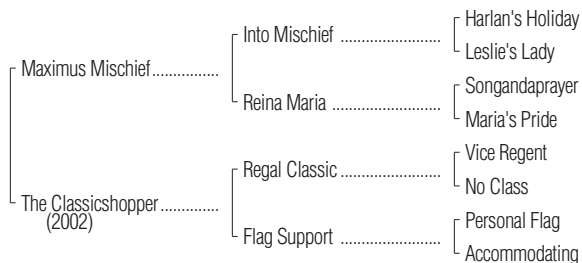 Harlan's Holiday
Into Mischief ....................
Leslie's Lady
Maximus Mischief...............
Songandaprayer
Reina Maria ......................
Maria's Pride
Vice Regent
Regal Classic ....................
No Class
The Classicshopper .............
(2002)
Personal Flag
Flag Support .....................
Accommodating